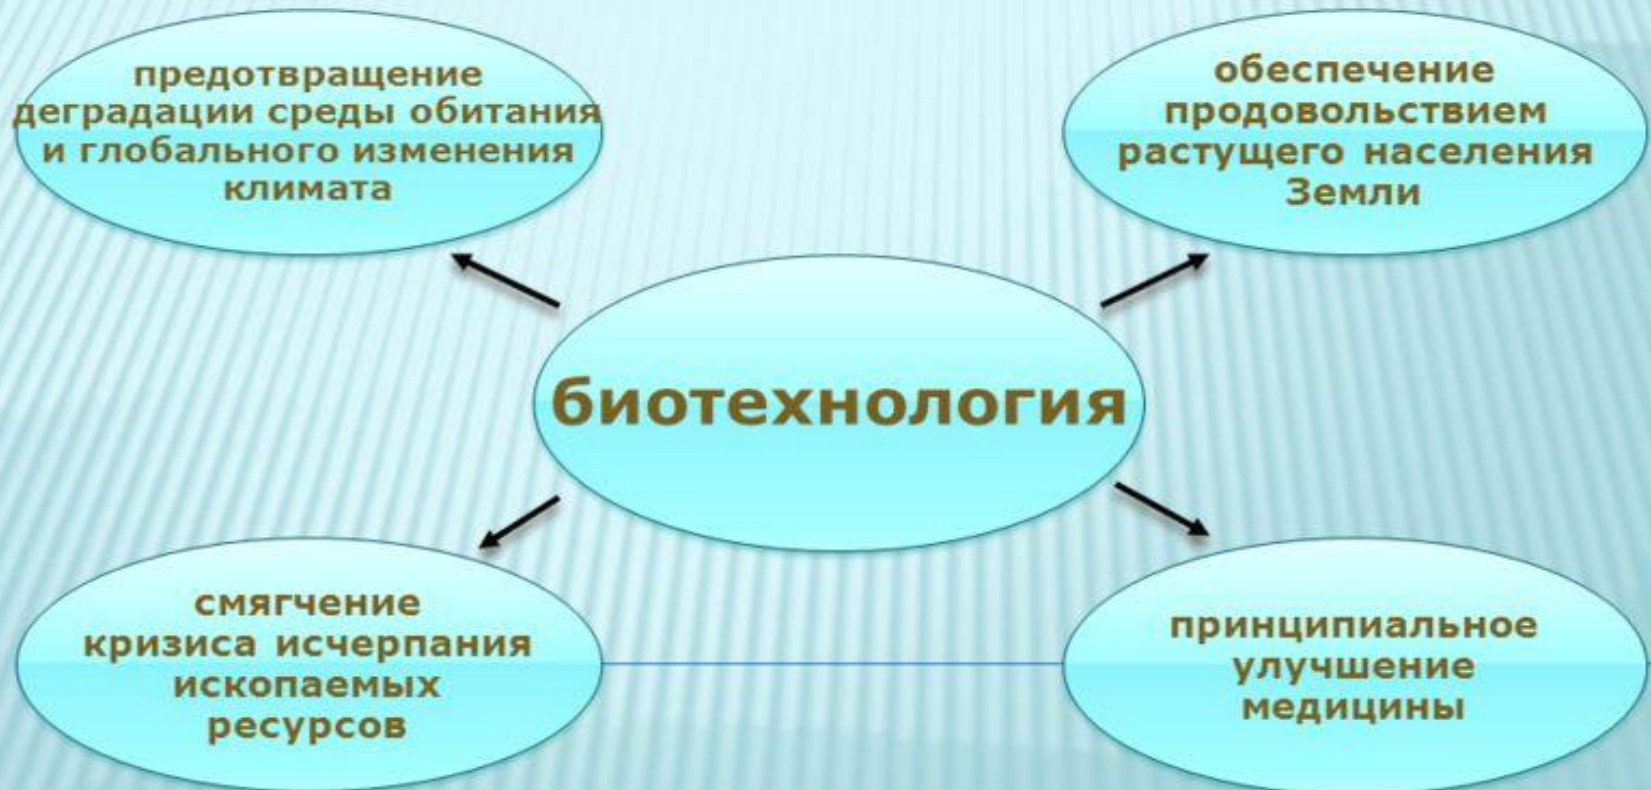 предотвращение
деградации среды обитания
и глобального изменения
климата
обеспечение
продовольствием
растущего населения
Земли
биотехнология
смягчение
кризиса исчерпания
ископаемых
ресурсов
принципиальное
улучшение
медицины